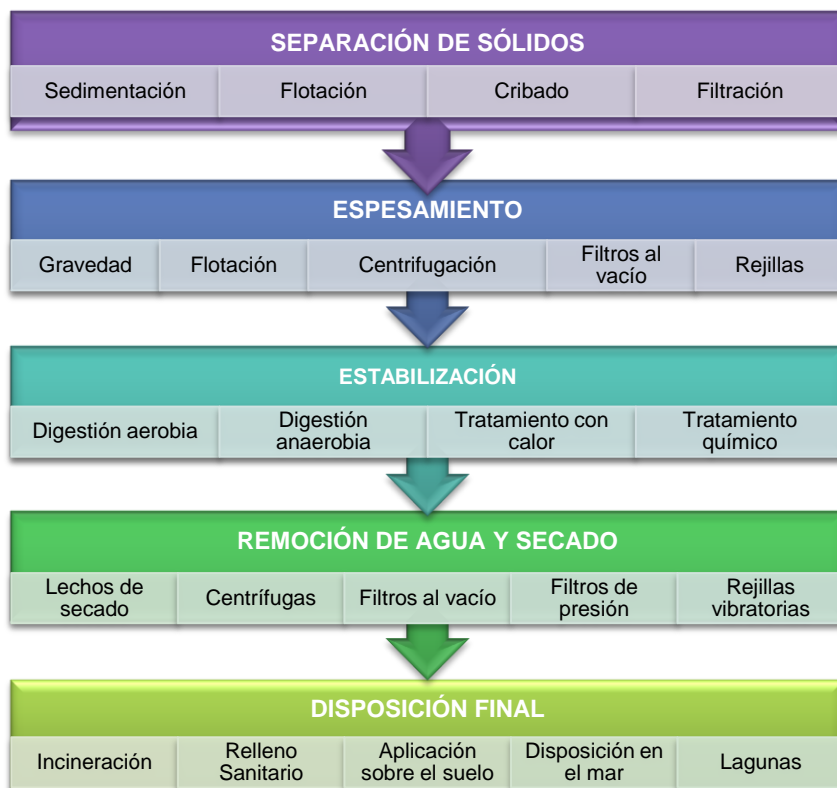 SEPARACIÓN DE SÓLIDOS
Sedimentación
Flotación
Cribado
Filtración
ESPESAMIENTO
Gravedad
Flotación
Centrifugación
Filtros al
vacío
Rejillas
ESTABILIZACIÓN
Digestión aerobia
Digestión
anaerobia
Tratamiento con
calor
Tratamiento
químico
REMOCIÓN DE AGUA Y SECADO
Lechos de
secado
Centrífugas
Filtros al vacío
Filtros de
presión
Rejillas
vibratorias
DISPOSICIÓN FINAL
Incineración
Relleno
Sanitario
Aplicación
sobre el suelo
Disposición en
el mar
Lagunas